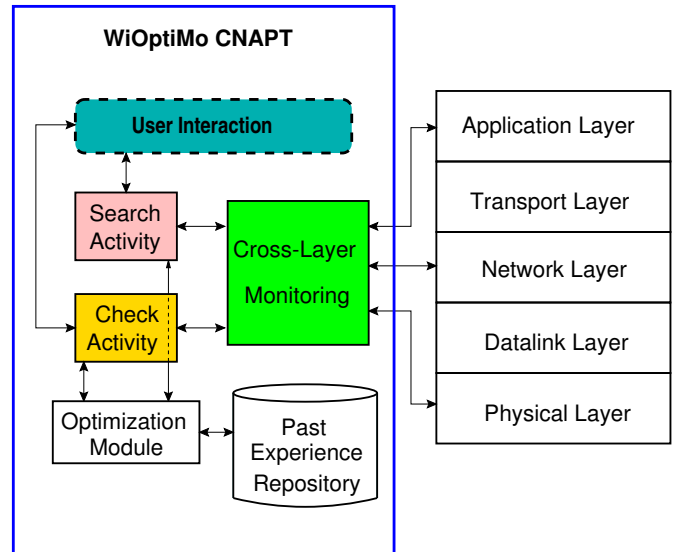 WiOptiMo CNAPT
User Interaction
Search
Activity
Cross-Layer
Monitoring
Check
Activity
Optimization
Module
Past
Experience
Repository
Application Layer
Transport Layer
Network Layer
Datalink Layer
Physical Layer